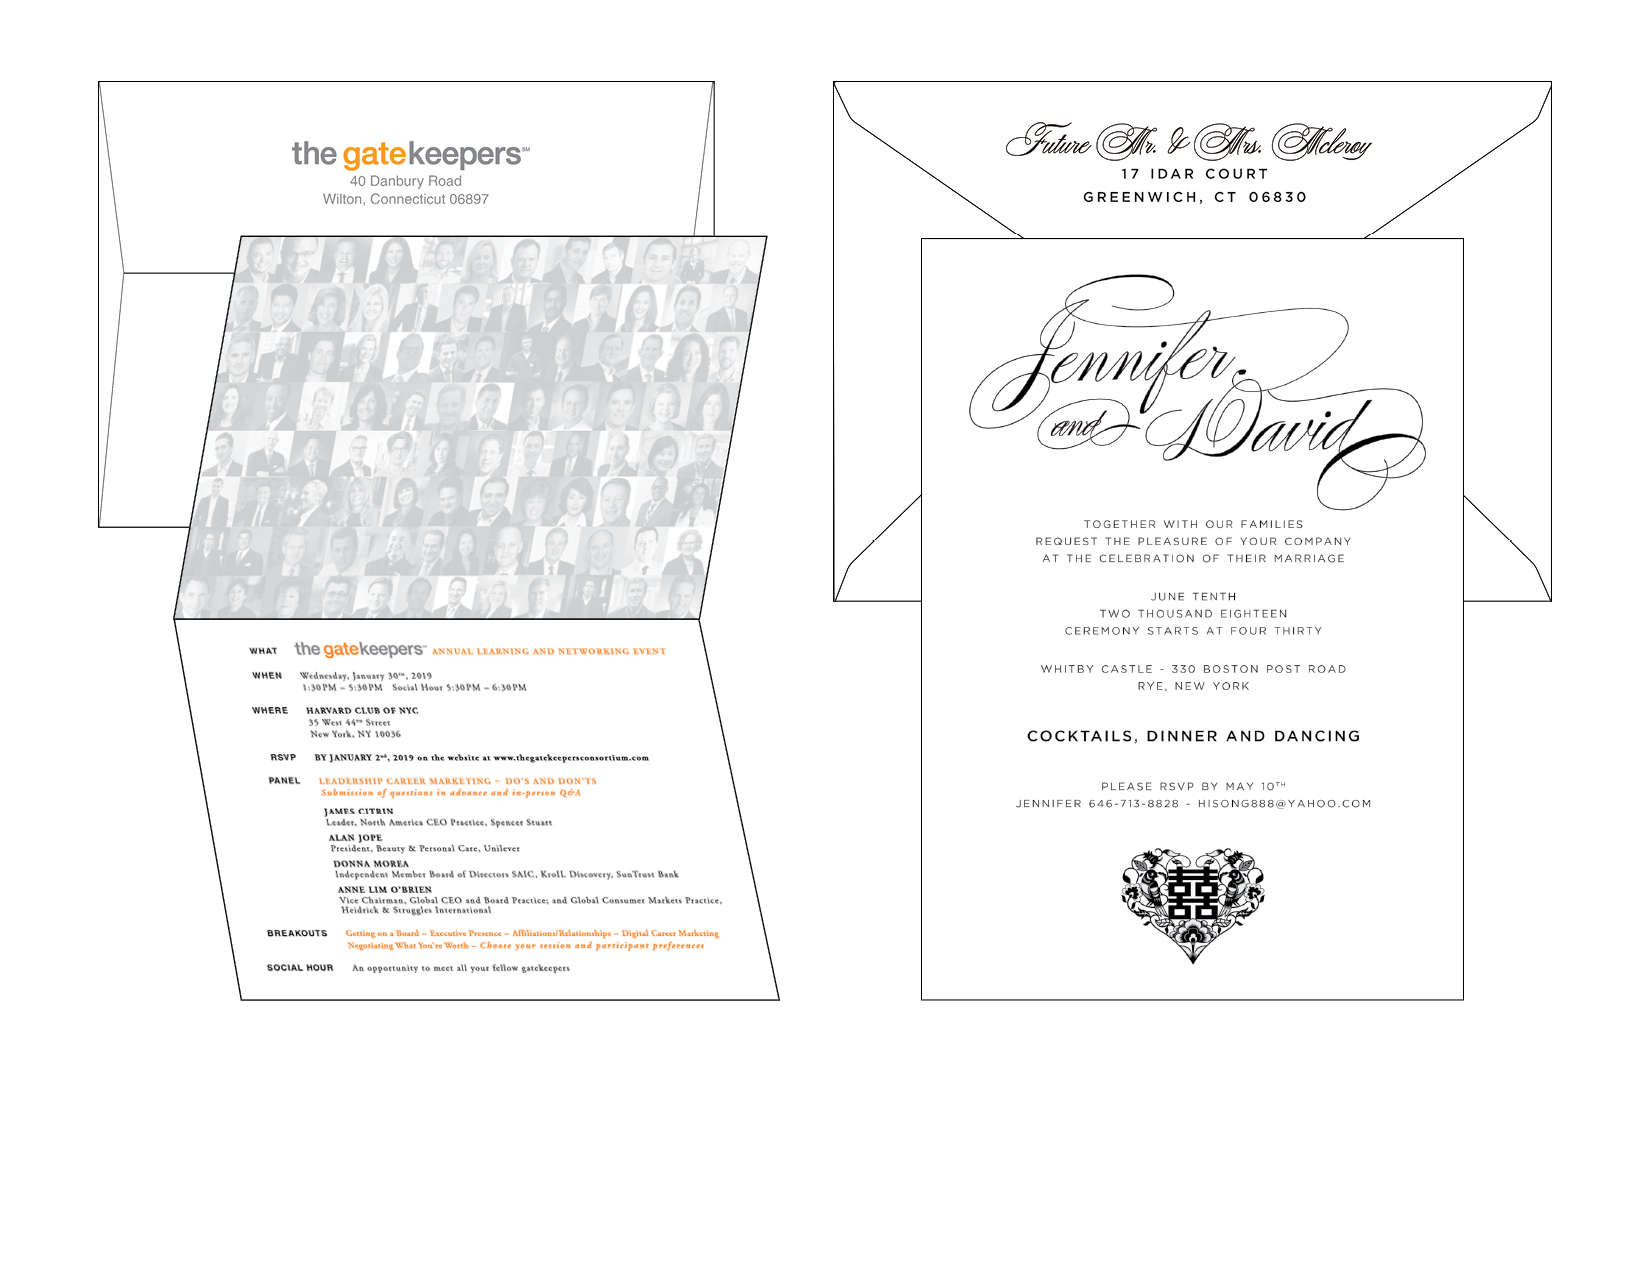 the gatekeepers℠
40 Danbury Road
Wilton, Connecticut 06897
WHAT the gatekeepers℠ ANNUAL LEARNING AND NETWORKING EVENT
WHEN Wednesday, January 30ᵗʰ, 2019
1:30PM – 5:30PM Social Hour 5:30PM – 6:30PM
WHERE HARVARD CLUB OF NYC
35 West 44ᵗʰ Street
New York, NY 10036
RSVP BY JANUARY 2ⁿᵈ, 2019 on the website at www.thegatekeepersconsortium.com
PANEL LEADERSHIP CAREER MARKETING – DO'S AND DON'TS
Submission of questions in advance and in-person Q&A
JAMES CITRIN
Leader, North America CEO Practice, Spencer Stuart
ALAN JOPE
President, Beauty & Personal Care, Unilever
DONNA MOREA
Independent Member Board of Directors SAIC, KrolL Discovery, SunTrust Bank
ANNE LIM O'BRIEN
Vice Chairman, Global CEO and Board Practice; and Global Consumer Markets Practice,
Heidrick & Struggles International
BREAKOUTS Getting on a Board – Executive Presence – Affiliations/Relationships – Digital Career Marketing
Negotiating What You're Worth – Choose your session and participant preferences
SOCIAL HOUR An opportunity to meet all your fellow gatekeepers
Future Mr. & Mrs. Mcleroy
17 IDAR COURT
GREENWICH, CT 06830
Jennifer
and David
TOGETHER WITH OUR FAMILIES
REQUEST THE PLEASURE OF YOUR COMPANY
AT THE CELEBRATION OF THEIR MARRIAGE
JUNE TENTH
TWO THOUSAND EIGHTEEN
CEREMONY STARTS AT FOUR THIRTY
WHITBY CASTLE - 330 BOSTON POST ROAD
RYE, NEW YORK
COCKTAILS, DINNER AND DANCING
PLEASE RSVP BY MAY 10ᵀᴴ
JENNIFER 646-713-8828 - HISONG888@YAHOO.COM
囍